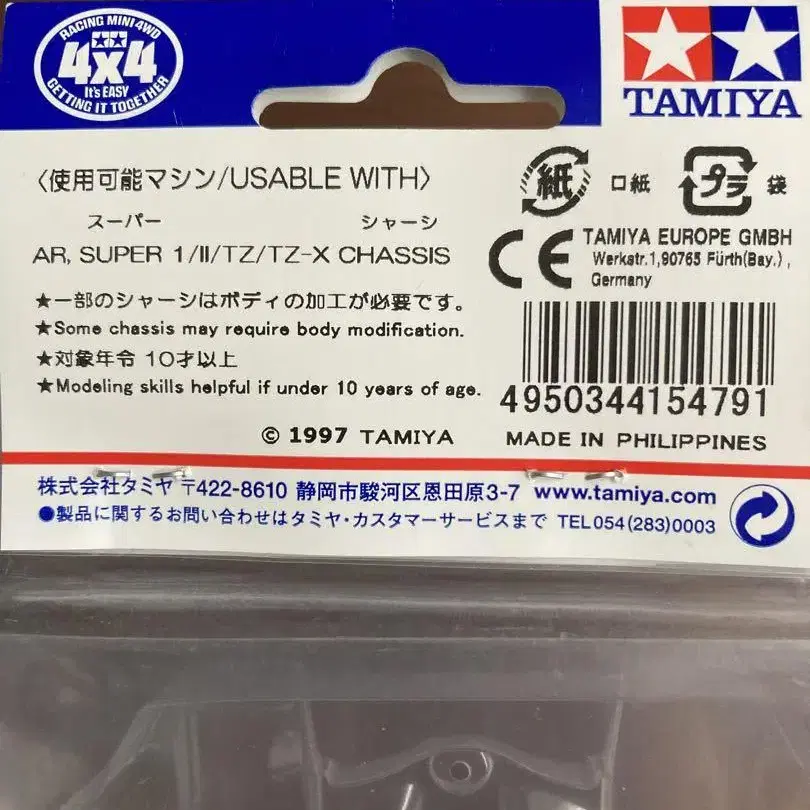 RACING MINI 4WD
4x4
It's EASY
GETTING IT TOGETHER
TAMIYA
〈使用可能マシン/USABLE WITH〉
スーパー シャーシ
AR, SUPER 1/II/TZ/TZ-X CHASSIS
★一部のシャーシはボディの加工が必要です。
★Some chassis may require body modification.
★対象年令 10才以上
★Modeling skills helpful if under 10 years of age.
© 1997 TAMIYA
紙 口紙
プラ 袋
CE
TAMIYA EUROPE GMBH
Werkstr.1,90765 Fürth(Bay.),
Germany
4950344154791
MADE IN PHILIPPINES
株式会社タミヤ 〒422-8610 静岡市駿河区恩田原3-7 www.tamiya.com
●製品に関するお問い合わせはタミヤ・カスタマーサービスまで TEL054(283)0003